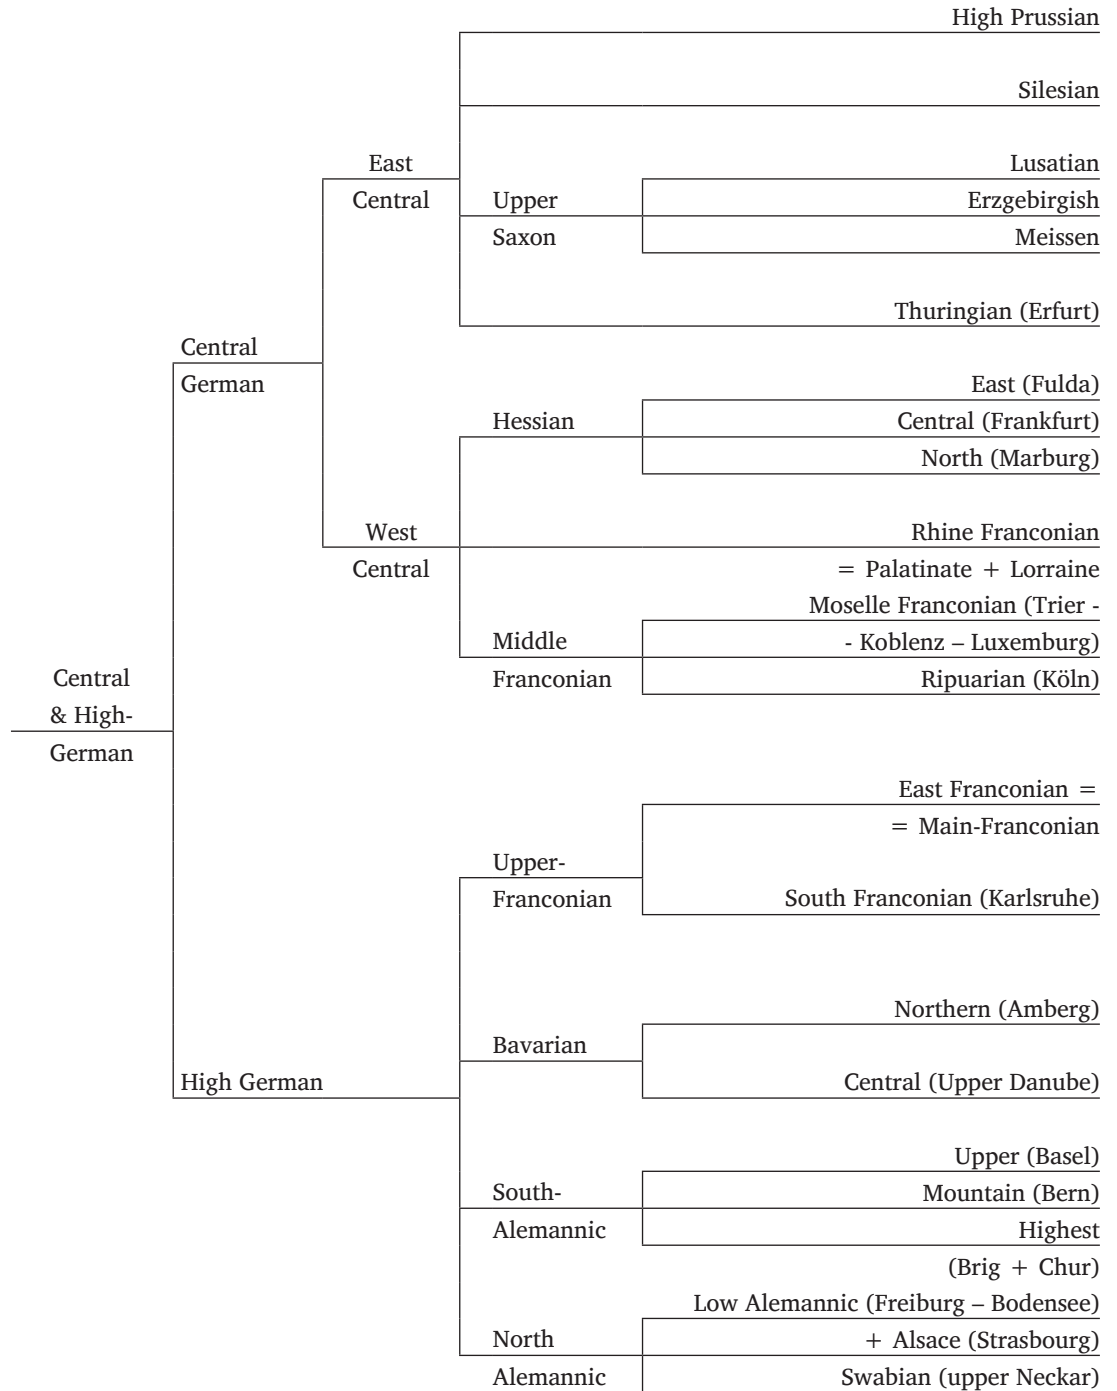 High Prussian
Silesian
East
Central
Upper
Saxon
Lusatian
Erzgebirgish
Meissen
Thuringian (Erfurt)
Central
German
Hessian
East (Fulda)
Central (Frankfurt)
North (Marburg)
West
Central
Rhine Franconian
= Palatinate + Lorraine
Middle
Franconian
Moselle Franconian (Trier -
- Koblenz – Luxemburg)
Ripuarian (Köln)
Central
& High-
German
Upper-
Franconian
East Franconian =
= Main-Franconian
South Franconian (Karlsruhe)
Bavarian
Northern (Amberg)
Central (Upper Danube)
High German
South-
Alemannic
Upper (Basel)
Mountain (Bern)
Highest
(Brig + Chur)
North
Alemannic
Low Alemannic (Freiburg – Bodensee)
+ Alsace (Strasbourg)
Swabian (upper Neckar)